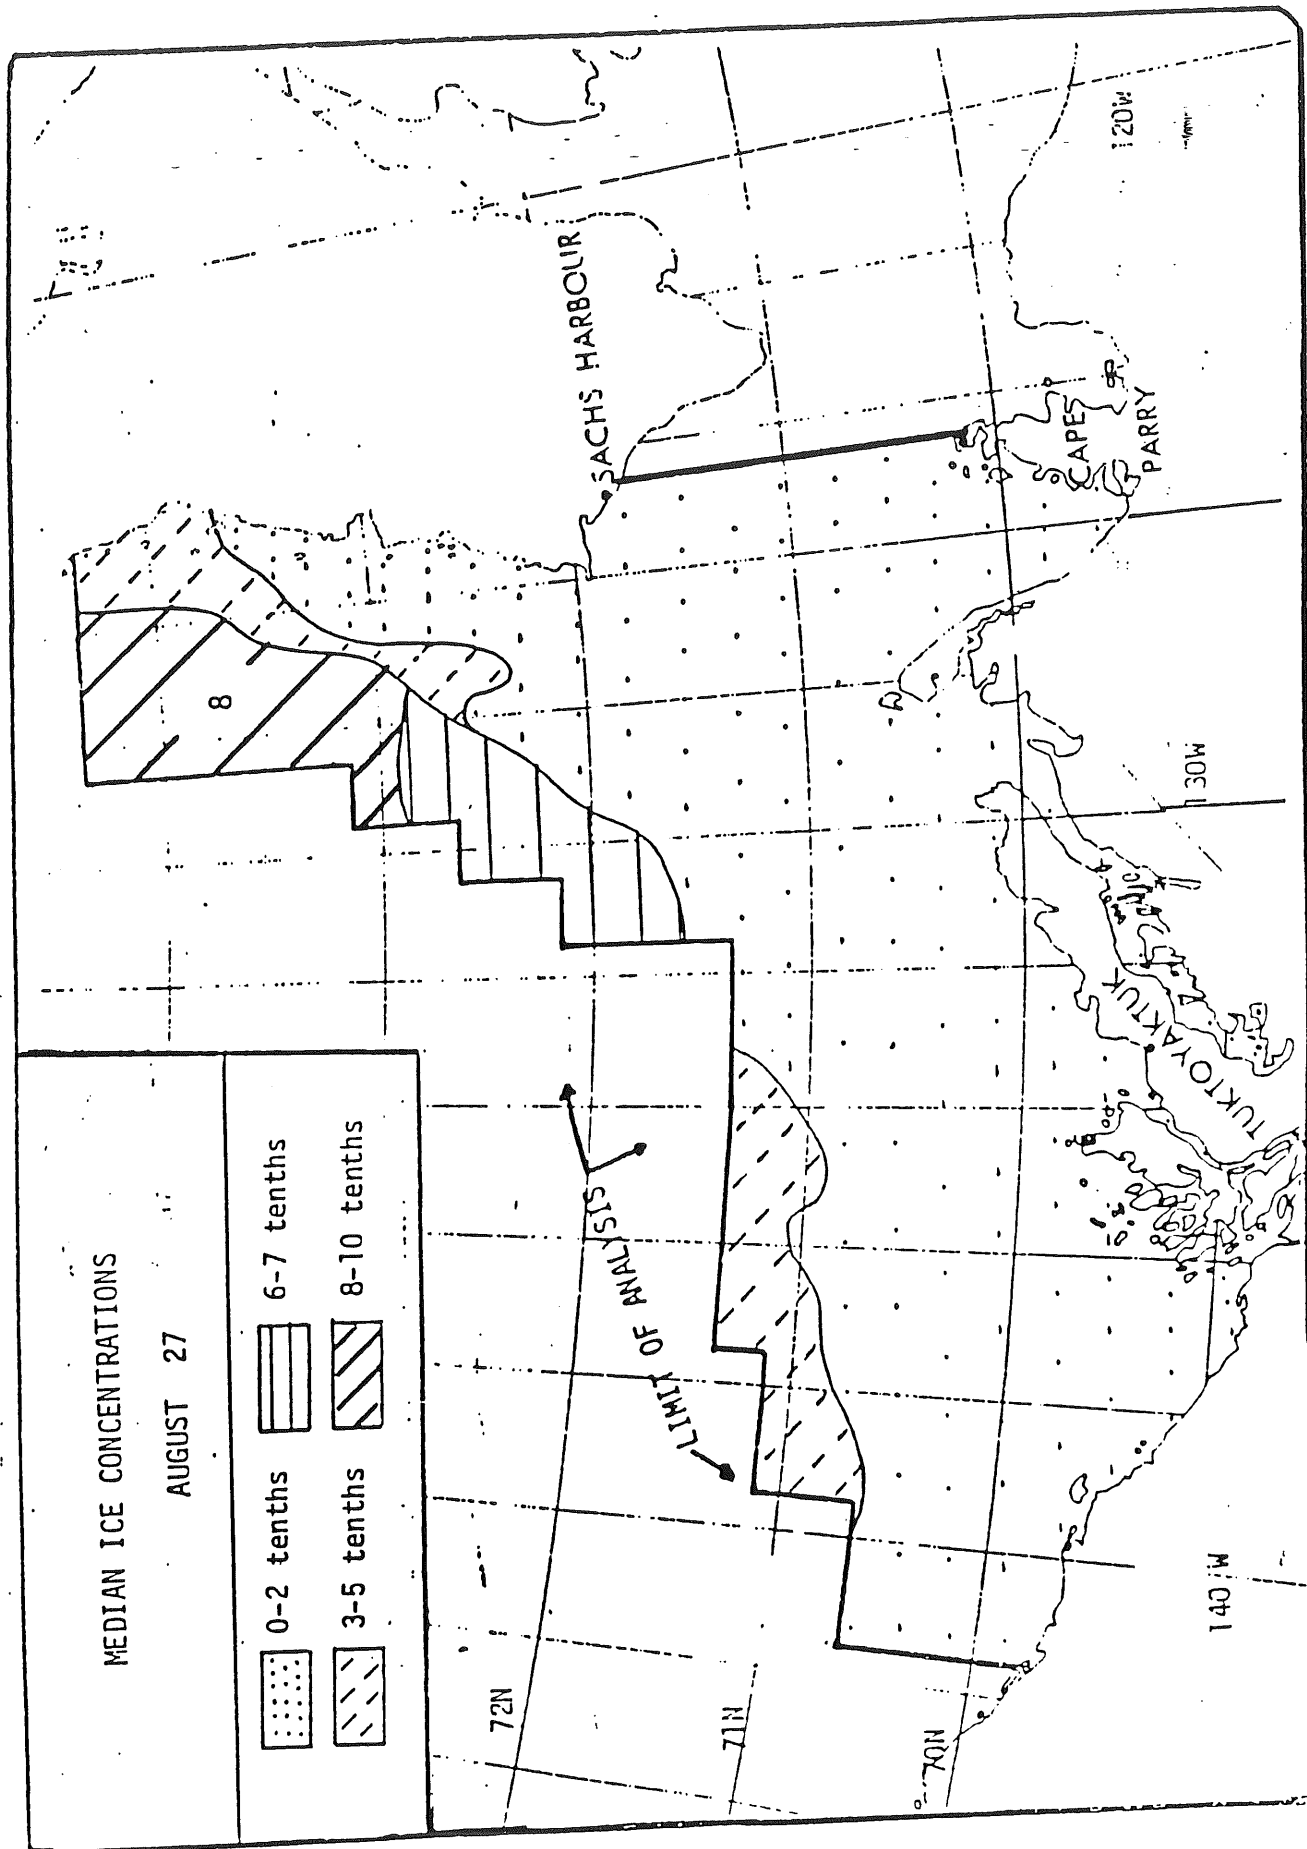 MEDIAN ICE CONCENTRATIONS
AUGUST 27
0-2 tenths
6-7 tenths
3-5 tenths
8-10 tenths
8
SACHS HARBOUR
CAPE
PARRY
TUKTOYAKTUK
LIMIT OF ANALYSIS
72N
71N
70N
140W
130W
120W